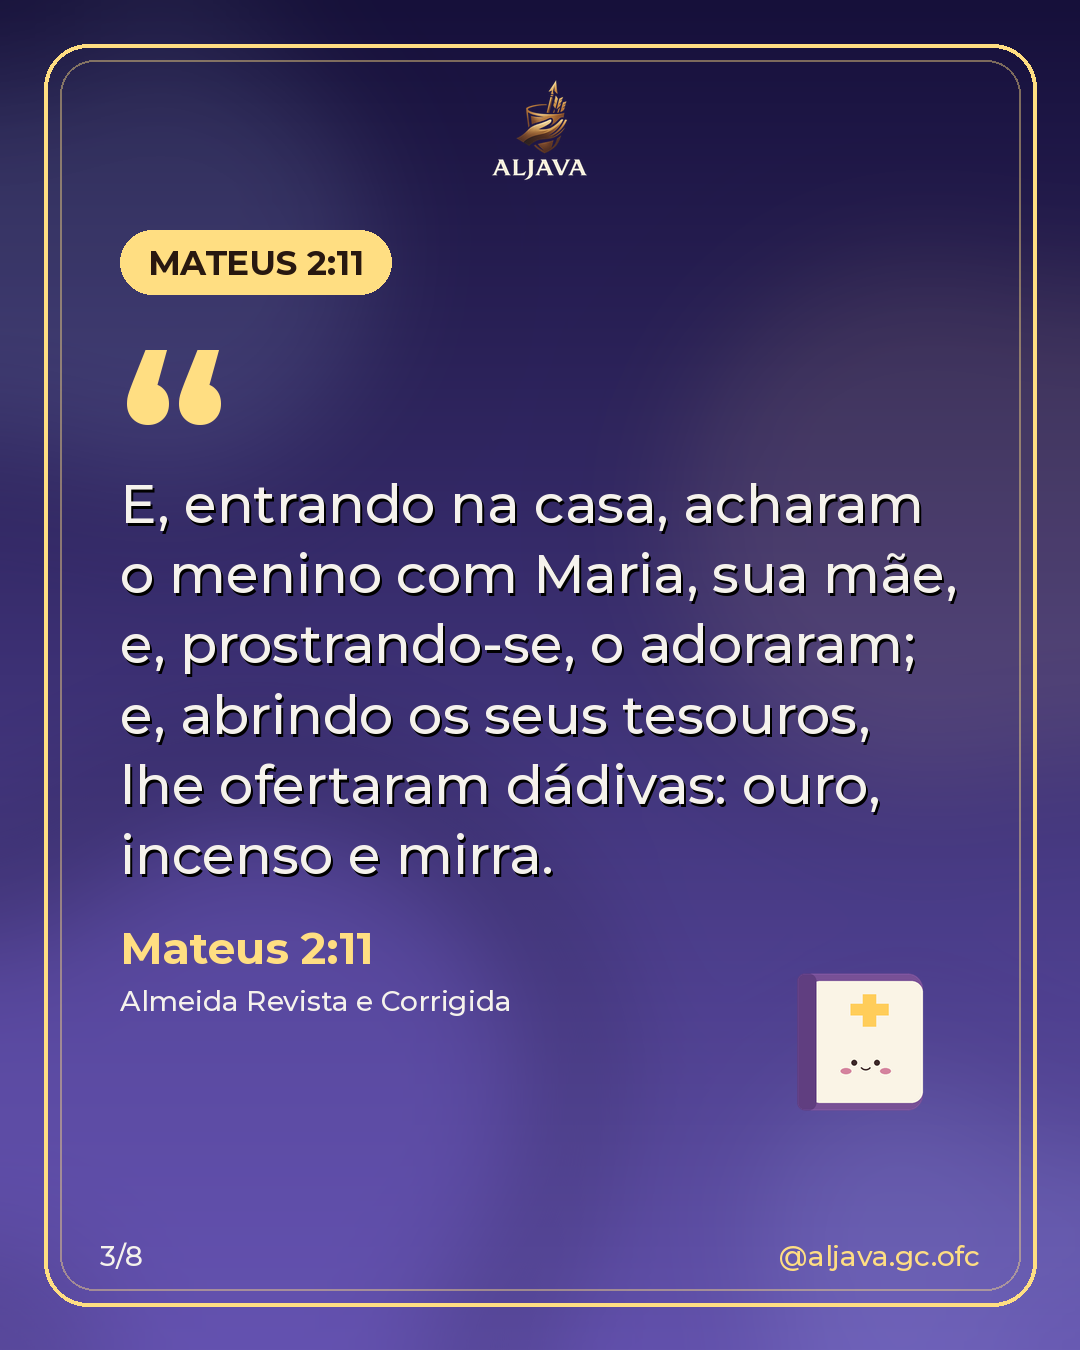 ALJAVA
MATEUS 2:11
“
E, entrando na casa, acharam
o menino com Maria, sua mãe,
e, prostrando-se, o adoraram;
e, abrindo os seus tesouros,
lhe ofertaram dádivas: ouro,
incenso e mirra.
Mateus 2:11
Almeida Revista e Corrigida
3/8
@aljava.gc.ofc